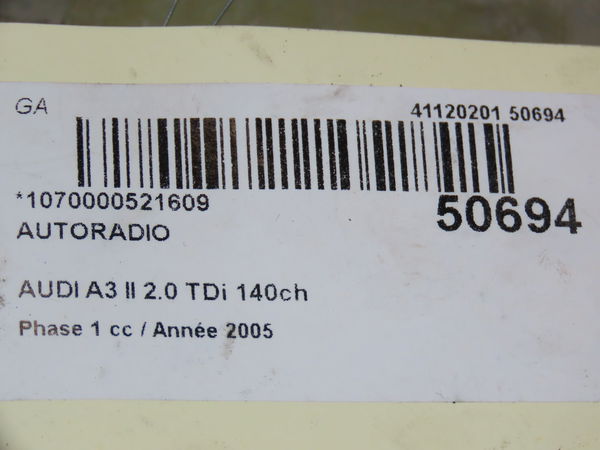 GA
41120201 50694
*1070000521609
50694
AUTORADIO
AUDI A3 II 2.0 TDi 140ch
Phase 1 cc / Année 2005